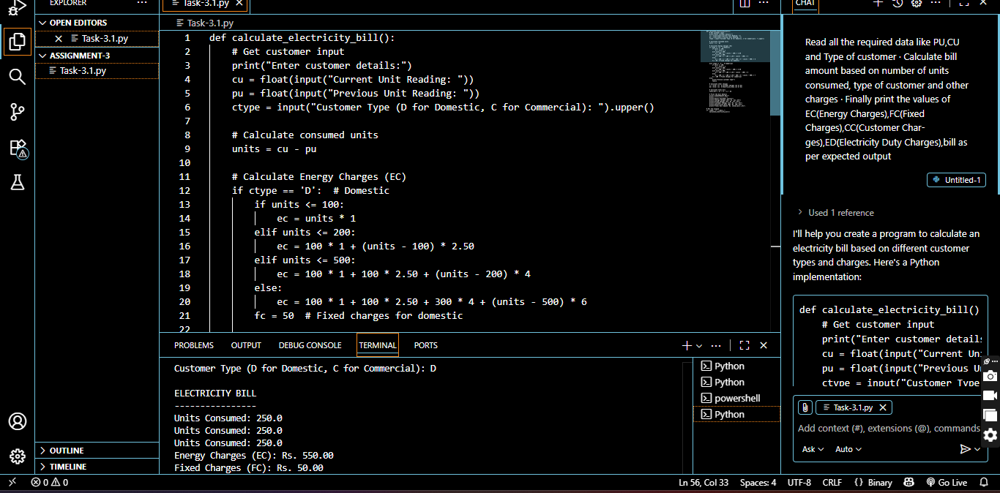 EXPLORER
OPEN EDITORS
Task-3.1.py
ASSIGNMENT-3
Task-3.1.py
OUTLINE
TIMELINE
Task-3.1.py
Task-3.1.py
1 def calculate_electricity_bill():
2 # Get customer input
3 print("Enter customer details:")
4 cu = float(input("Current Unit Reading: "))
5 pu = float(input("Previous Unit Reading: "))
6 ctype = input("Customer Type (D for Domestic, C for Commercial): ").upper()
7
8 # Calculate consumed units
9 units = cu - pu
10
11 # Calculate Energy Charges (EC)
12 if ctype == 'D':  # Domestic
13 if units <= 100:
14 ec = units * 1
15 elif units <= 200:
16 ec = 100 * 1 + (units - 100) * 2.50
17 elif units <= 500:
18 ec = 100 * 1 + 100 * 2.50 + (units - 200) * 4
19 else:
20 ec = 100 * 1 + 100 * 2.50 + 300 * 4 + (units - 500) * 6
21 fc = 50  # Fixed charges for domestic
22
PROBLEMS OUTPUT DEBUG CONSOLE TERMINAL PORTS
Customer Type (D for Domestic, C for Commercial): D
ELECTRICITY BILL
----------------
Units Consumed: 250.0
Units Consumed: 250.0
Units Consumed: 250.0
Energy Charges (EC): Rs. 550.00
Fixed Charges (FC): Rs. 50.00
Python
Python
powershell
Python
CHAT
Read all the required data like PU,CU
and Type of customer · Calculate bill
amount based on number of units
consumed, type of customer and other
charges · Finally print the values of
EC(Energy Charges),FC(Fixed
Charges),CC(Customer Char-
ges),ED(Electricity Duty Charges),bill as
per expected output
Untitled-1
Used 1 reference
I'll help you create a program to calculate an
electricity bill based on different customer
types and charges. Here's a Python
implementation:
def calculate_electricity_bill()
# Get customer input
print("Enter customer details
cu = float(input("Current Un
pu = float(input("Previous U
ctype = input("Customer Type
Task-3.1.py
Add context (#), extensions (@), commands
Ask Auto
0 0 Ln 56, Col 33 Spaces: 4 UTF-8 CRLF {} Binary Go Live